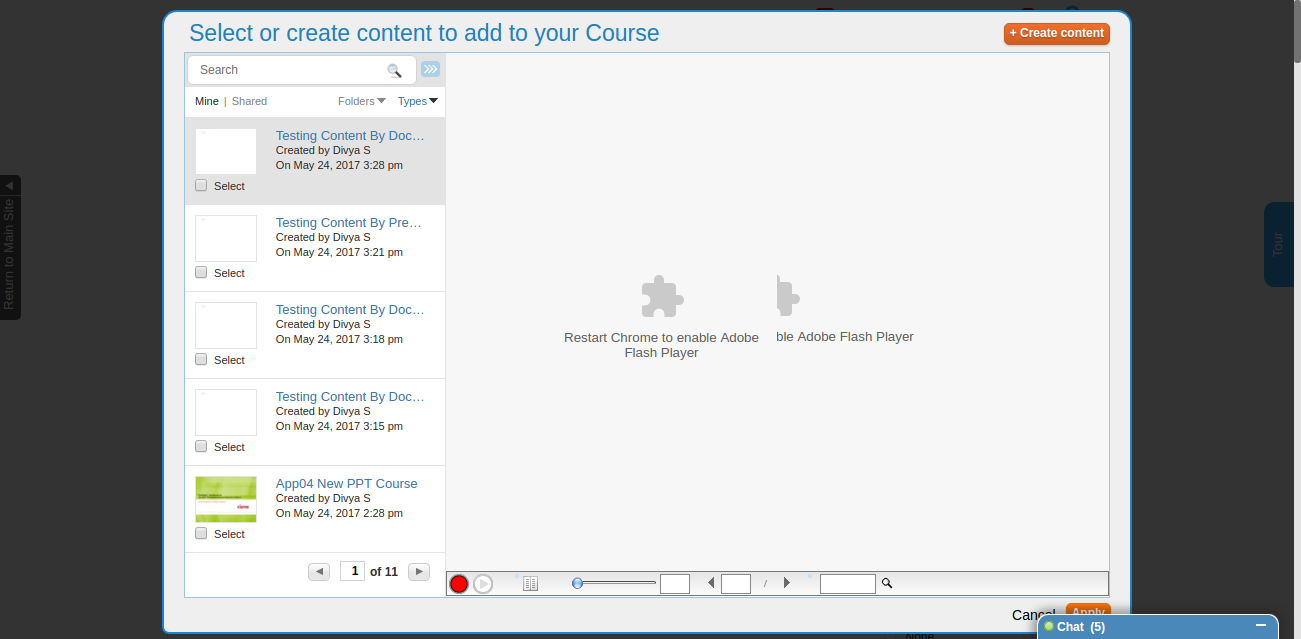 Select or create content to add to your Course
+ Create content
Search
Mine | Shared
Folders
Types
Testing Content By Doc…
Created by Divya S
On May 24, 2017 3:28 pm
Select
Testing Content By Pre…
Created by Divya S
On May 24, 2017 3:21 pm
Select
Testing Content By Doc…
Created by Divya S
On May 24, 2017 3:18 pm
Select
Testing Content By Doc…
Created by Divya S
On May 24, 2017 3:15 pm
Select
App04 New PPT Course
Created by Divya S
On May 24, 2017 2:28 pm
Select
1 of 11
Restart Chrome to enable Adobe
Flash Player
ble Adobe Flash Player
/
Cancel
Apply
Chat (5)
None
Return to Main Site
Tour